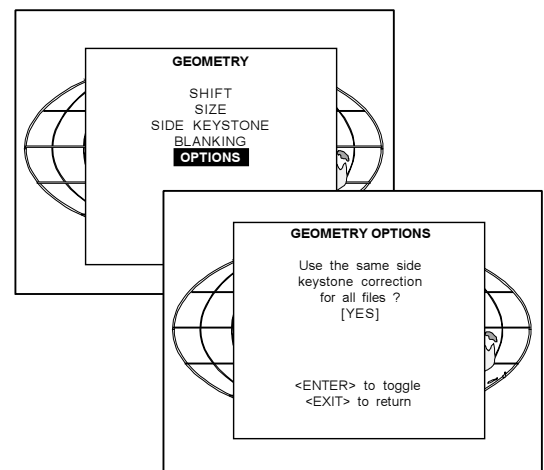 GEOMETRY
SHIFT
SIZE
SIDE KEYSTONE
BLANKING
OPTIONS
GEOMETRY OPTIONS
Use the same side
keystone correction
for all files ?
[YES]
<ENTER> to toggle
<EXIT> to return